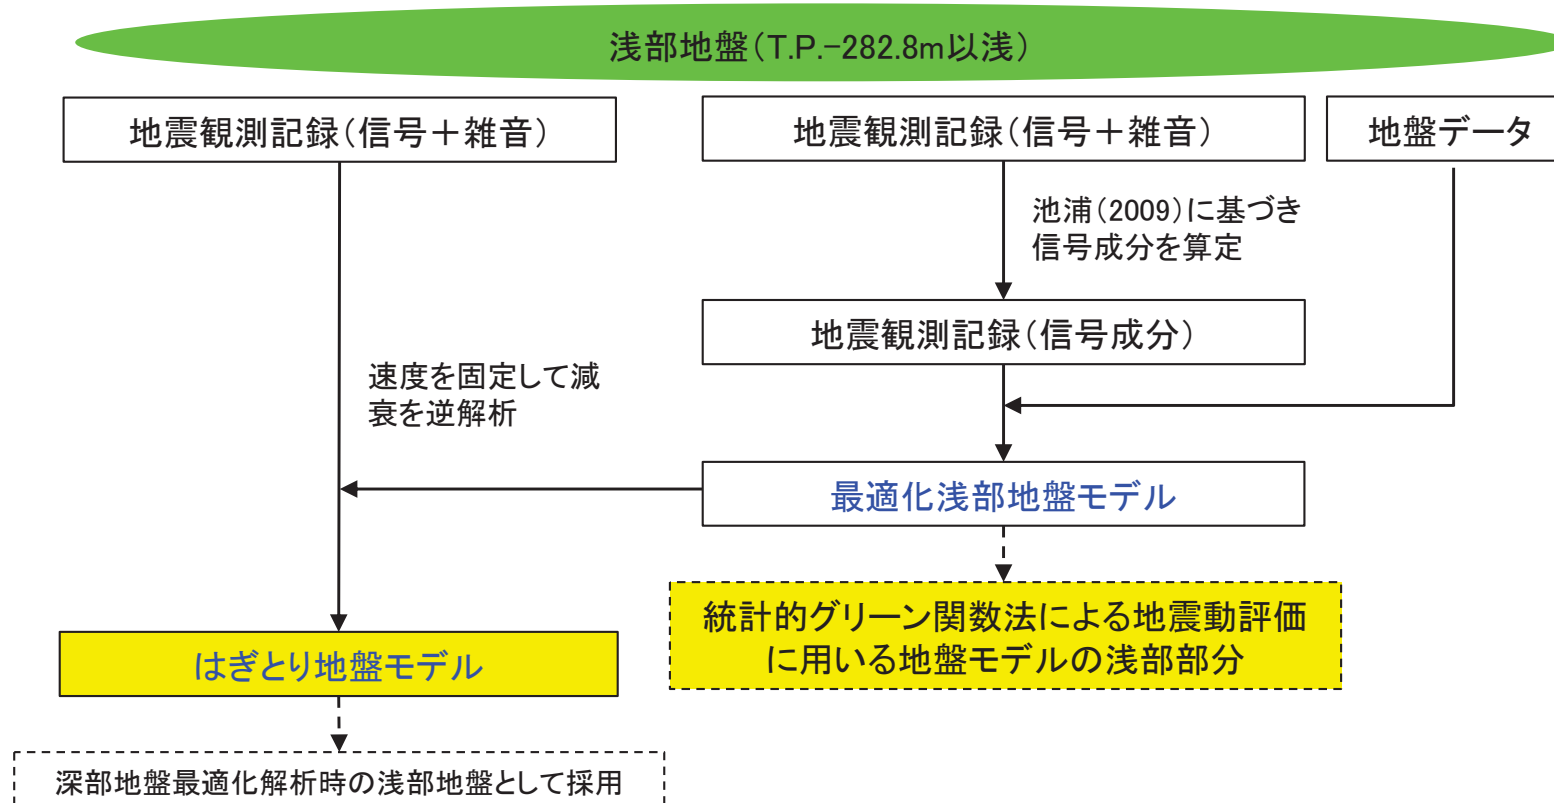 浅部地盤(T.P.-282.8m以浅)
地震観測記録(信号＋雑音)
地震観測記録(信号＋雑音)
地盤データ
池浦(2009)に基づき
信号成分を算定
地震観測記録(信号成分)
速度を固定して減
衰を逆解析
最適化浅部地盤モデル
統計的グリーン関数法による地震動評価
に用いる地盤モデルの浅部部分
はぎとり地盤モデル
深部地盤最適化解析時の浅部地盤として採用